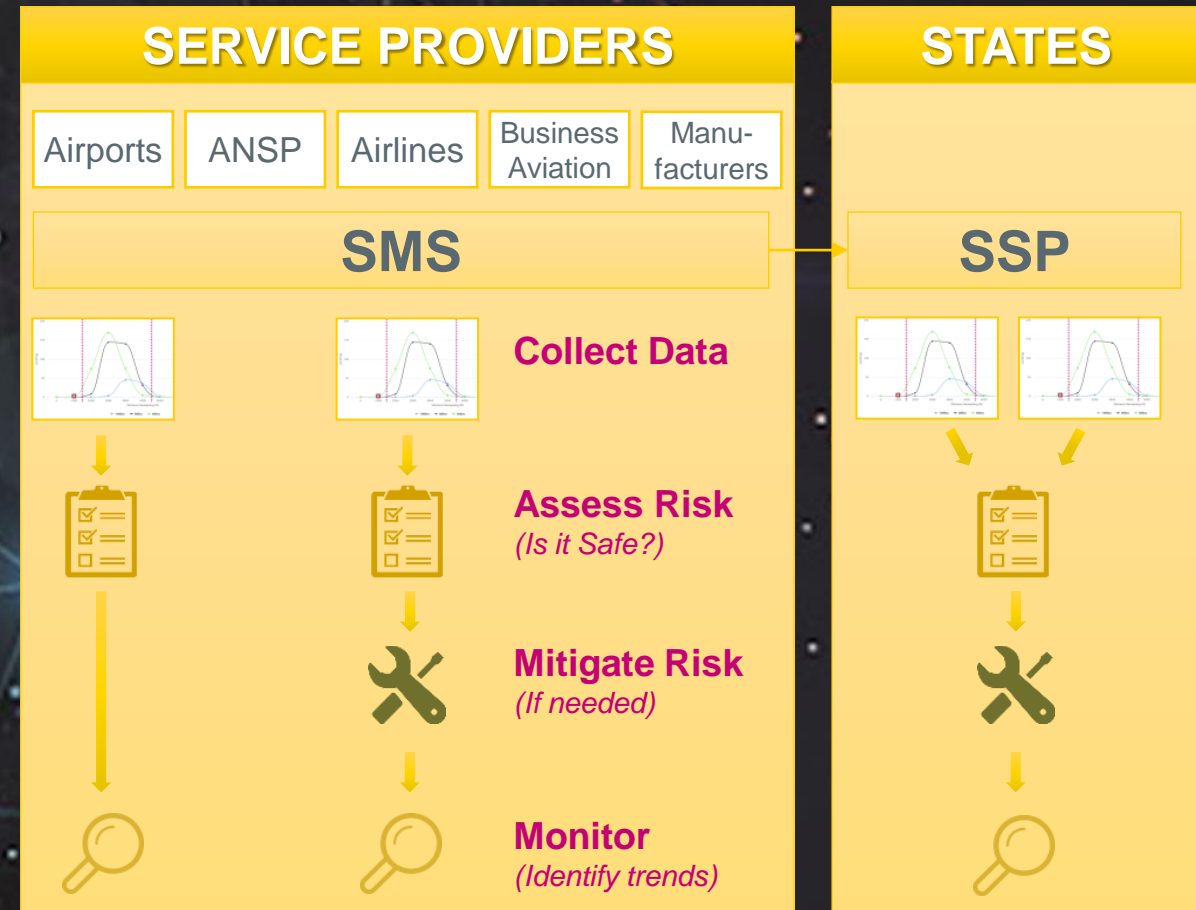 SERVICE PROVIDERS
STATES
Airports
ANSP
Airlines
Business
Aviation
Manu-
facturers
SMS
SSP
Collect Data
Assess Risk
(Is it Safe?)
Mitigate Risk
(If needed)
Monitor
(Identify trends)